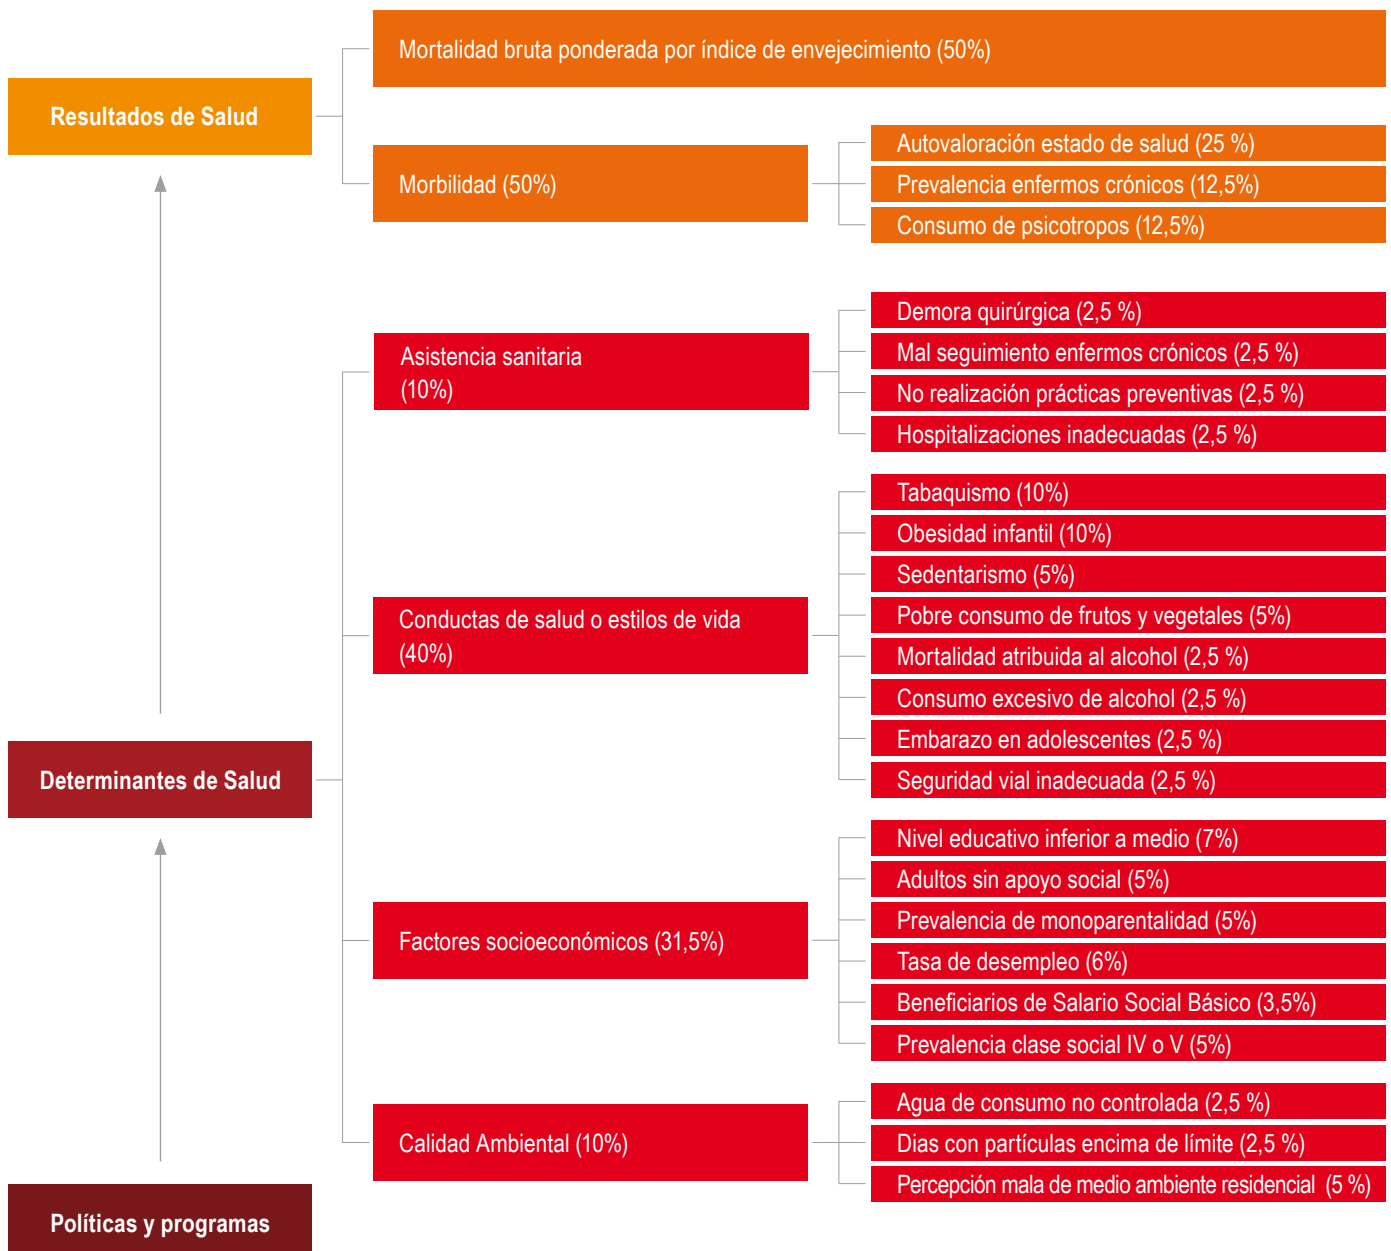 Mortalidad bruta ponderada por índice de envejecimiento (50%)
Resultados de Salud
Morbilidad (50%)
Autovaloración estado de salud (25 %)
Prevalencia enfermos crónicos (12,5%)
Consumo de psicotropos (12,5%)
Asistencia sanitaria
(10%)
Demora quirúrgica (2,5 %)
Mal seguimiento enfermos crónicos (2,5 %)
No realización prácticas preventivas (2,5 %)
Hospitalizaciones inadecuadas (2,5 %)
Conductas de salud o estilos de vida
(40%)
Tabaquismo (10%)
Obesidad infantil (10%)
Sedentarismo (5%)
Pobre consumo de frutos y vegetales (5%)
Mortalidad atribuida al alcohol (2,5 %)
Consumo excesivo de alcohol (2,5 %)
Embarazo en adolescentes (2,5 %)
Seguridad vial inadecuada (2,5 %)
Determinantes de Salud
Factores socioeconómicos (31,5%)
Nivel educativo inferior a medio (7%)
Adultos sin apoyo social (5%)
Prevalencia de monoparentalidad (5%)
Tasa de desempleo (6%)
Beneficiarios de Salario Social Básico (3,5%)
Prevalencia clase social IV o V (5%)
Calidad Ambiental (10%)
Agua de consumo no controlada (2,5 %)
Dias con partículas encima de límite (2,5 %)
Percepción mala de medio ambiente residencial (5 %)
Políticas y programas